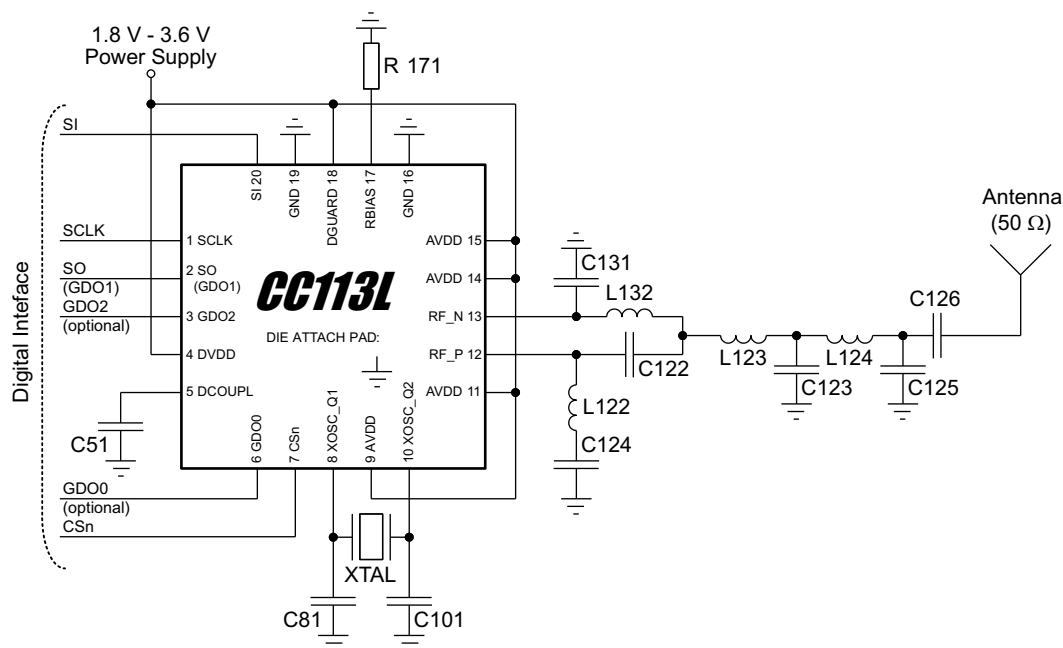 1.8 V - 3.6 V
Power Supply
R 171
Digital Inteface
SI
SCLK
SO
(GDO1)
GDO2
(optional)
GDO0
(optional)
CSn
SI 20
GND 19
DGUARD 18
RBIAS 17
GND 16
1 SCLK
2 SO
(GDO1)
3 GDO2
4 DVDD
5 DCOUPL
CC113L
DIE ATTACH PAD:
AVDD 15
AVDD 14
RF_N 13
RF_P 12
AVDD 11
6 GDO0
7 CSn
8 XOSC_Q1
9 AVDD
10 XOSC_Q2
C51
XTAL
C81
C101
C131
L132
C122
L122
C124
L123
C123
L124
C125
C126
Antenna
(50 Ω)